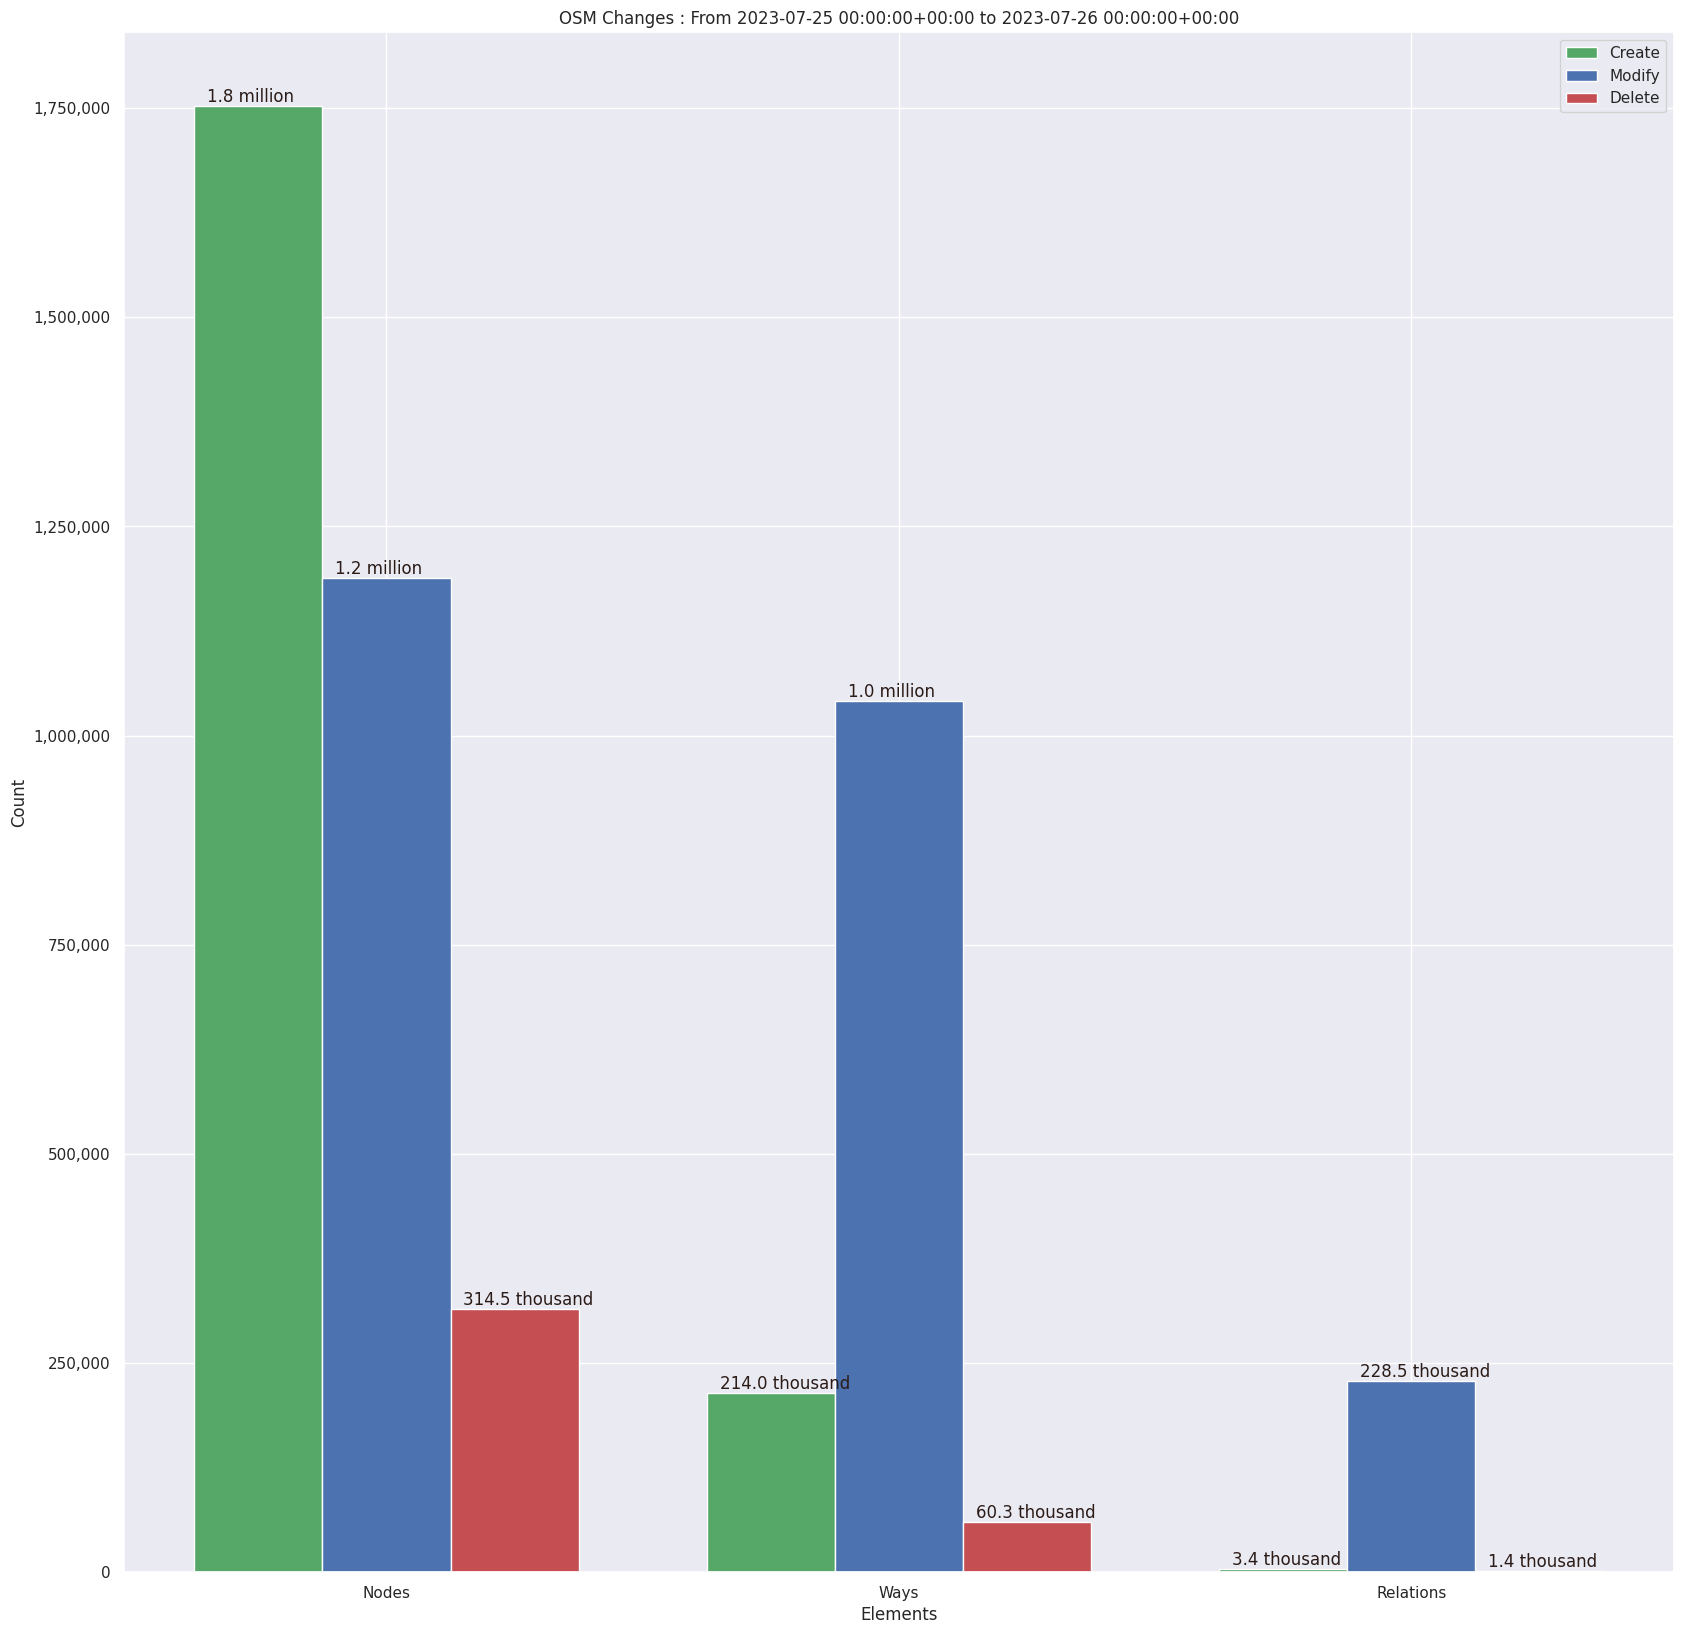 OSM Changes : From 2023-07-25 00:00:00+00:00 to 2023-07-26 00:00:00+00:00
Create
Modify
Delete
1.8 million
1,750,000
1,500,000
1,250,000
1.2 million
1.0 million
1,000,000
Count
750,000
500,000
314.5 thousand
250,000
228.5 thousand
214.0 thousand
60.3 thousand
3.4 thousand
1.4 thousand
0
Nodes
Ways
Relations
Elements